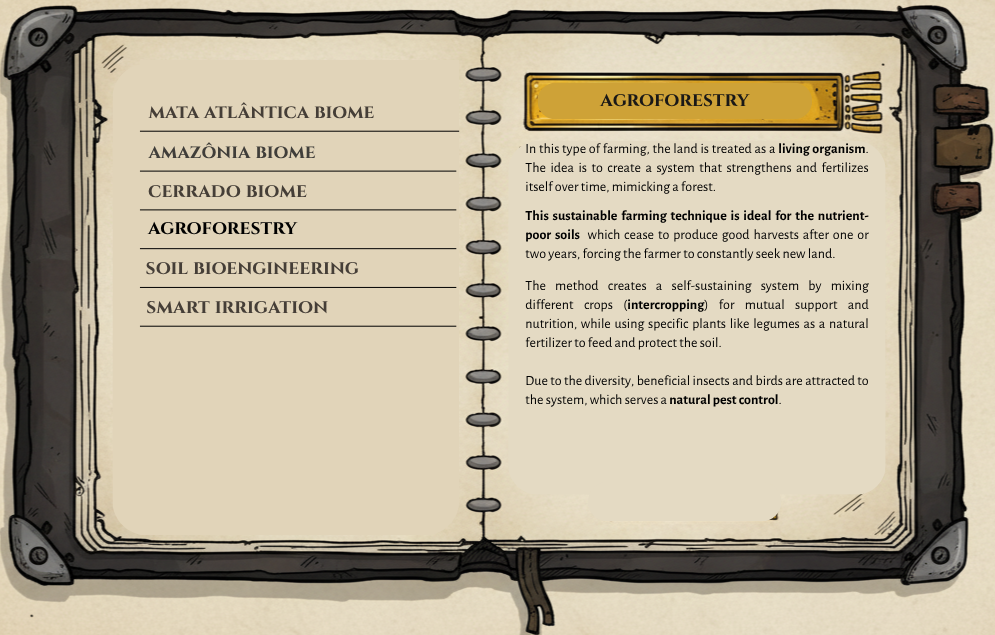 MATA ATLÂNTICA BIOME
AMAZÔNIA BIOME
CERRADO BIOME
AGROFORESTRY
SOIL BIOENGINEERING
SMART IRRIGATION
AGROFORESTRY
In this type of farming, the land is treated as a living organism.
The idea is to create a system that strengthens and fertilizes
itself over time, mimicking a forest.
This sustainable farming technique is ideal for the nutrient-
poor soils which cease to produce good harvests after one or
two years, forcing the farmer to constantly seek new land.
The method creates a self-sustaining system by mixing
different crops (intercropping) for mutual support and
nutrition, while using specific plants like legumes as a natural
fertilizer to feed and protect the soil.
Due to the diversity, beneficial insects and birds are attracted to
the system, which serves a natural pest control.